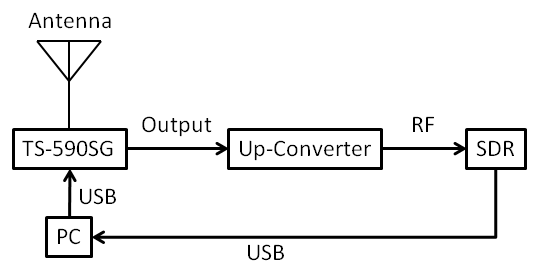 Antenna
TS-590SG
Output
Up-Converter
RF
SDR
USB
PC
USB